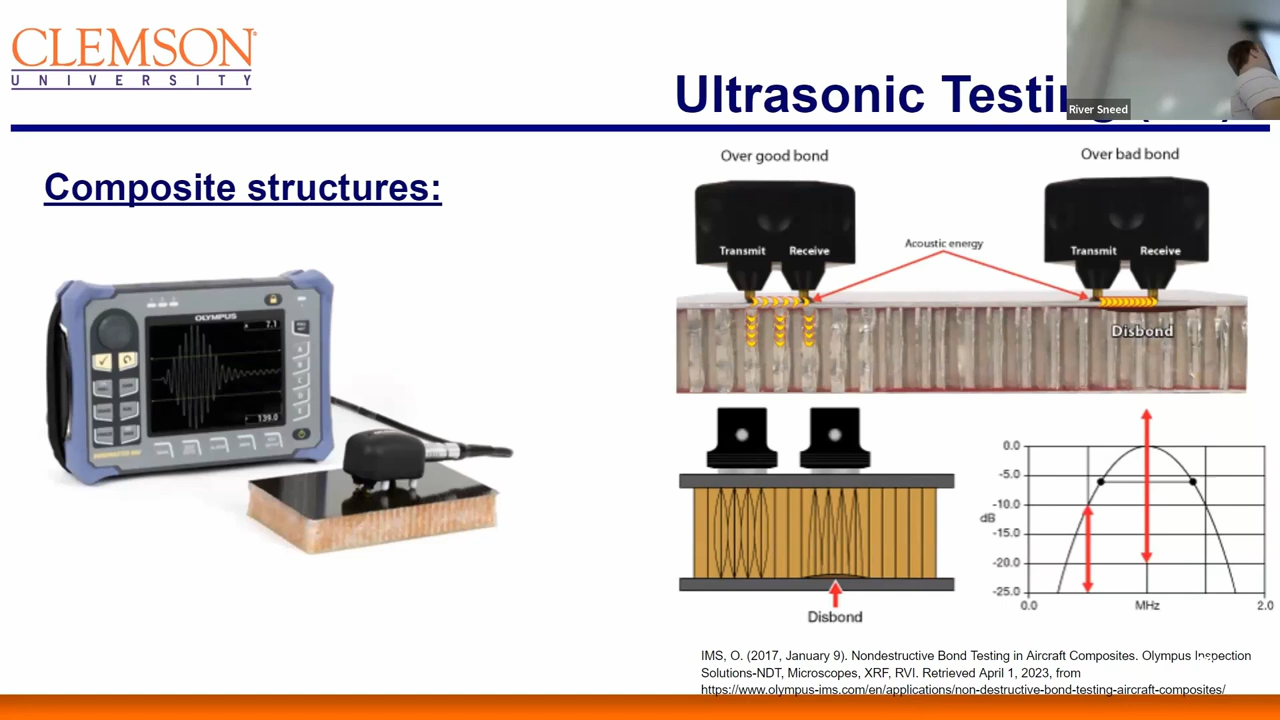 CLEMSON
UNIVERSITY
Ultrasonic
River Sneed
Composite structures:
Over good bond
Over bad bond
Transmit
Receive
Acoustic energy
Transmit
Receive
Disbond
OLYMPUS
7.1
139.0
Disbond
0.0
-5.0
-10.0
dB
-15.0
-20.0
-25.0
0.0
MHz
2.0
IMS, O. (2017, January 9). Nondestructive Bond Testing in Aircraft Composites. Olympus Inspection
Solutions-NDT, Microscopes, XRF, RVI. Retrieved April 1, 2023, from
https://www.olympus-ims.com/en/applications/non-destructive-bond-testing-aircraft-composites/